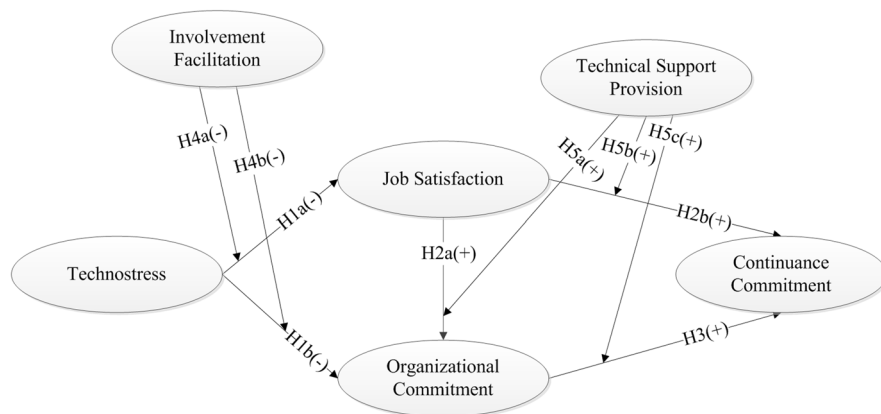 Involvement
Facilitation
Technical Support
Provision
H4a(-)
H4b(-)
H5a(+)
H5b(+)
H5c(+)
Job Satisfaction
H1a(-)
H2b(+)
H2a(+)
Technostress
Continuance
Commitment
H1b(-)
H3(+)
Organizational
Commitment